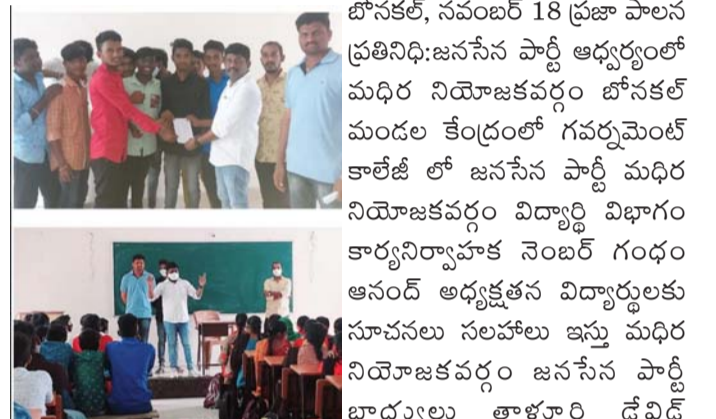 బోనకల్, నవంబర్ 18 ప్రజా పాలన
ప్రతినిధి:జనసేన పార్టీ ఆధ్వర్యంలో
మధిర నియోజకవర్గం బోనకల్
మండల కేంద్రంలో గవర్నమెంట్
కాలేజీ లో జనసేన పార్టీ మధిర
నియోజకవర్గం విద్యార్థి విభాగం
కార్యనిర్వాహక నెంబర్ గంధం
ఆనంద్ అధ్యక్షతన విద్యార్థులకు
సూచనలు సలహాలు ఇస్తు మధిర
నియోజకవర్గం జనసేన పార్టీ
బాధ్యులు తాళ్లూరి డేవిడ్